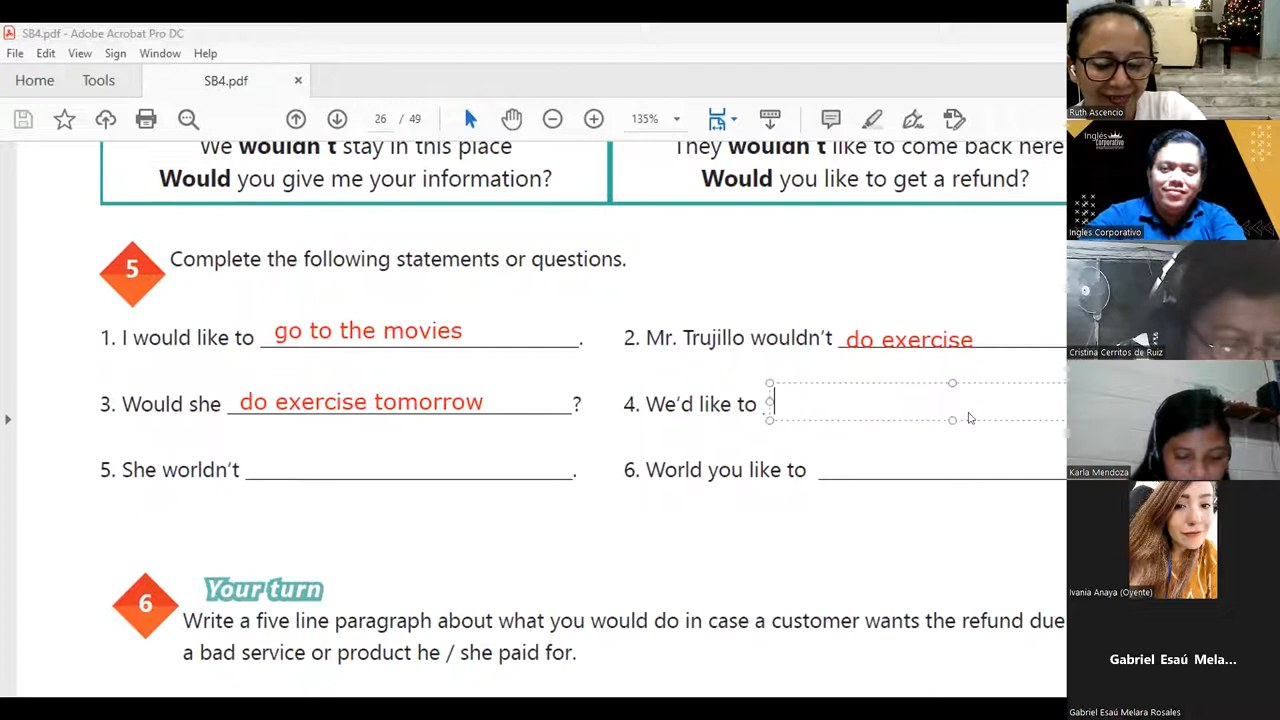 SB4.pdf - Adobe Acrobat Pro DC
File Edit View Sign Window Help
Home Tools SB4.pdf ×
135%
We wouldn't stay in this place
They wouldn't like to come back here
Would you give me your information?
Would you like to get a refund?
5 Complete the following statements or questions.
1. I would like to go to the movies.
2. Mr. Trujillo wouldn't do exercise
3. Would she do exercise tomorrow?
4. We'd like to
5. She worldn't .
6. World you like to
6 Your turn
Write a five line paragraph about what you would do in case a customer wants the refund due
a bad service or product he / she paid for.
Ruth Ascencio
Inglés
Corporativo
Ingles Corporativo
Cristina Cerritos de Ruiz
Karla Mendoza
Ivania Anaya (Oyente)
Gabriel Esaú Mela...
Gabriel Esaú Melara Rosales